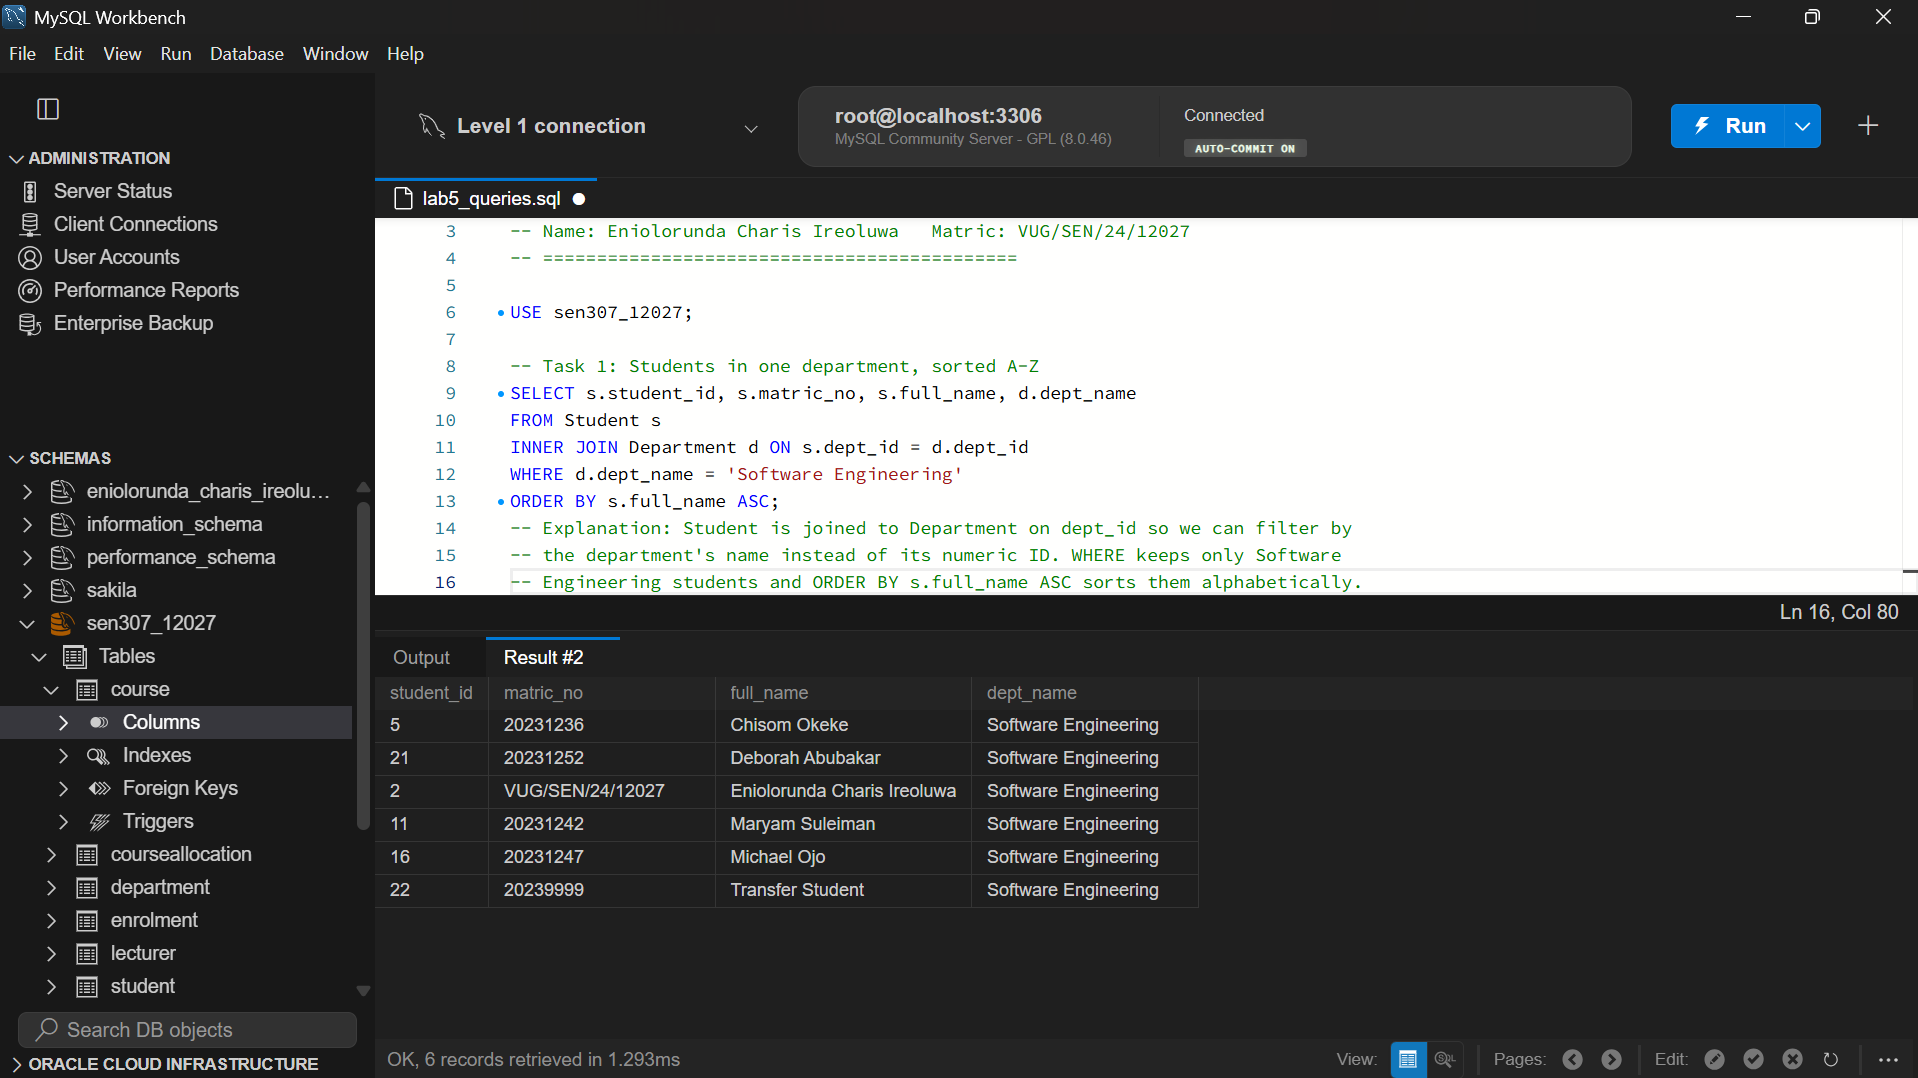 MySQL Workbench
File Edit View Run Database Window Help
Level 1 connection
root@localhost:3306
MySQL Community Server - GPL (8.0.46)
Connected
AUTO-COMMIT ON
Run
ADMINISTRATION
Server Status
Client Connections
User Accounts
Performance Reports
Enterprise Backup
SCHEMAS
eniolorunda_charis_ireolu...
information_schema
performance_schema
sakila
sen307_12027
Tables
course
Columns
Indexes
Foreign Keys
Triggers
courseallocation
department
enrolment
lecturer
student
Search DB objects
ORACLE CLOUD INFRASTRUCTURE
lab5_queries.sql
3 -- Name: Eniolorunda Charis Ireoluwa   Matric: VUG/SEN/24/12027
4 -- ============================================
5
6 USE sen307_12027;
7
8 -- Task 1: Students in one department, sorted A-Z
9 SELECT s.student_id, s.matric_no, s.full_name, d.dept_name
10 FROM Student s
11 INNER JOIN Department d ON s.dept_id = d.dept_id
12 WHERE d.dept_name = 'Software Engineering'
13 ORDER BY s.full_name ASC;
14 -- Explanation: Student is joined to Department on dept_id so we can filter by
15 -- the department's name instead of its numeric ID. WHERE keeps only Software
16 -- Engineering students and ORDER BY s.full_name ASC sorts them alphabetically.
Ln 16, Col 80
Output Result #2
student_id matric_no full_name dept_name
5 20231236 Chisom Okeke Software Engineering
21 20231252 Deborah Abubakar Software Engineering
2 VUG/SEN/24/12027 Eniolorunda Charis Ireoluwa Software Engineering
11 20231242 Maryam Suleiman Software Engineering
16 20231247 Michael Ojo Software Engineering
22 20239999 Transfer Student Software Engineering
OK, 6 records retrieved in 1.293ms
View: SQL Pages: Edit: